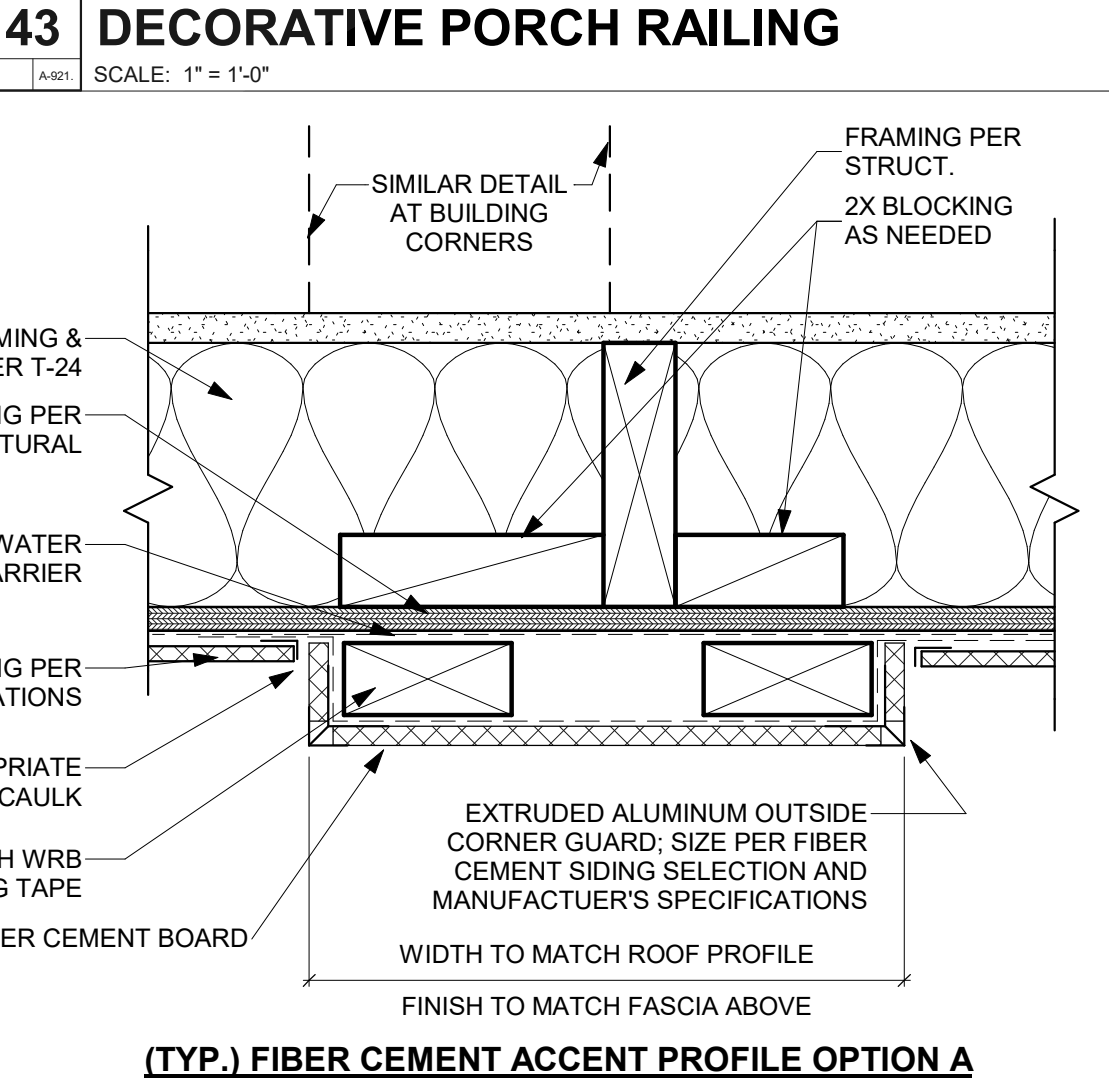 43
DECORATIVE PORCH RAILING
A-921.
SCALE: 1" = 1'-0"
FRAMING PER
STRUCT.
2X BLOCKING
AS NEEDED
SIMILAR DETAIL
AT BUILDING
CORNERS
MING &
ER T-24
G PER
TURAL
WATER
ARRIER
NG PER
ATIONS
PRIATE
CAULK
H WRB
G TAPE
ER CEMENT BOARD
EXTRUDED ALUMINUM OUTSIDE
CORNER GUARD; SIZE PER FIBER
CEMENT SIDING SELECTION AND
MANUFACTUER'S SPECIFICATIONS
WIDTH TO MATCH ROOF PROFILE
FINISH TO MATCH FASCIA ABOVE
(TYP.) FIBER CEMENT ACCENT PROFILE OPTION A